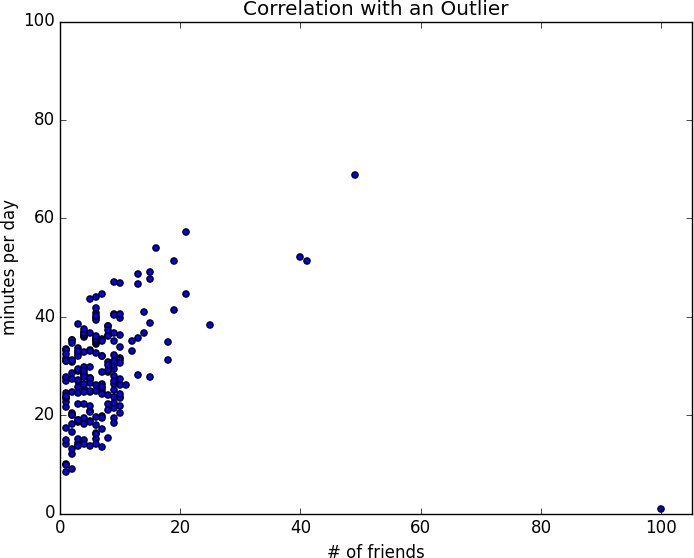 Correlation with an Outlier
100
80
60
40
20
0
minutes per day
0 20 40 60 80 100
# of friends